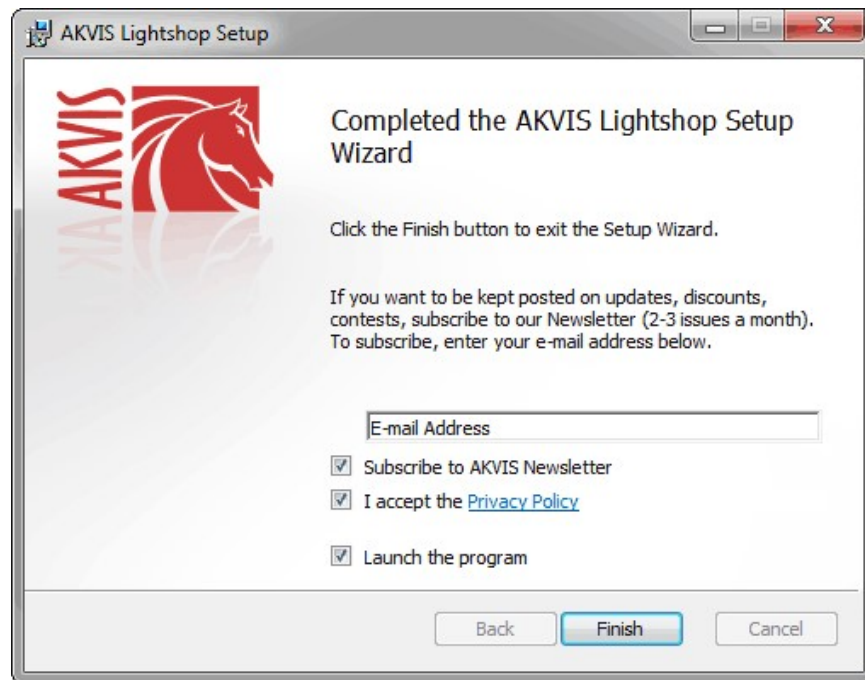 AKVIS Lightshop Setup
AKVIS
Completed the AKVIS Lightshop Setup
Wizard
Click the Finish button to exit the Setup Wizard.
If you want to be kept posted on updates, discounts,
contests, subscribe to our Newsletter (2-3 issues a month).
To subscribe, enter your e-mail address below.
E-mail Address
Subscribe to AKVIS Newsletter
I accept the Privacy Policy
Launch the program
Back Finish Cancel